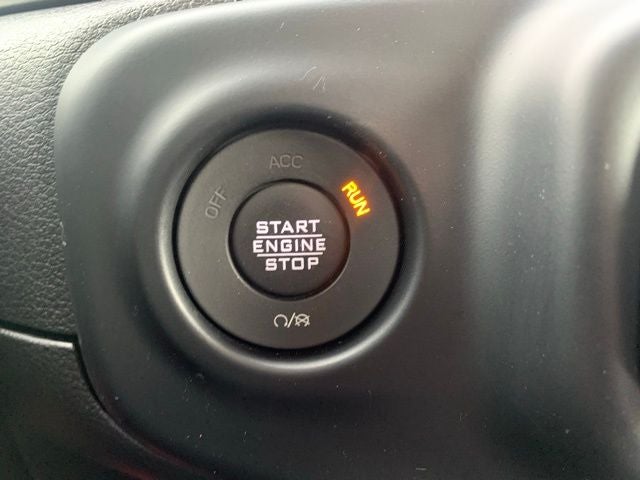 ACC
OFF
RUN
START
ENGINE
STOP